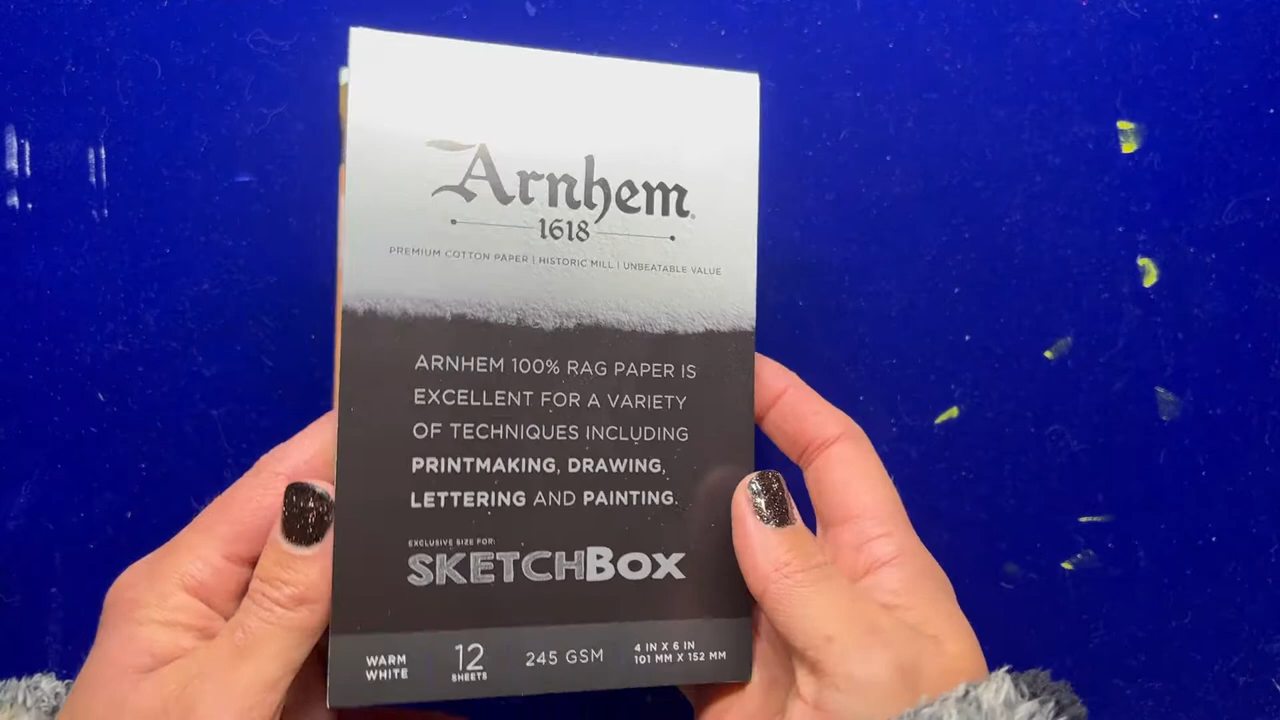 Arnhem®
1618
PREMIUM COTTON PAPER | HISTORIC MILL | UNBEATABLE VALUE
ARNHEM 100% RAG PAPER IS
EXCELLENT FOR A VARIETY
OF TECHNIQUES INCLUDING
PRINTMAKING, DRAWING,
LETTERING AND PAINTING.
EXCLUSIVE SIZE FOR:
SKETCHBOX
WARM
WHITE
12
SHEETS
245 GSM
4 IN X 6 IN
101 MM X 152 MM